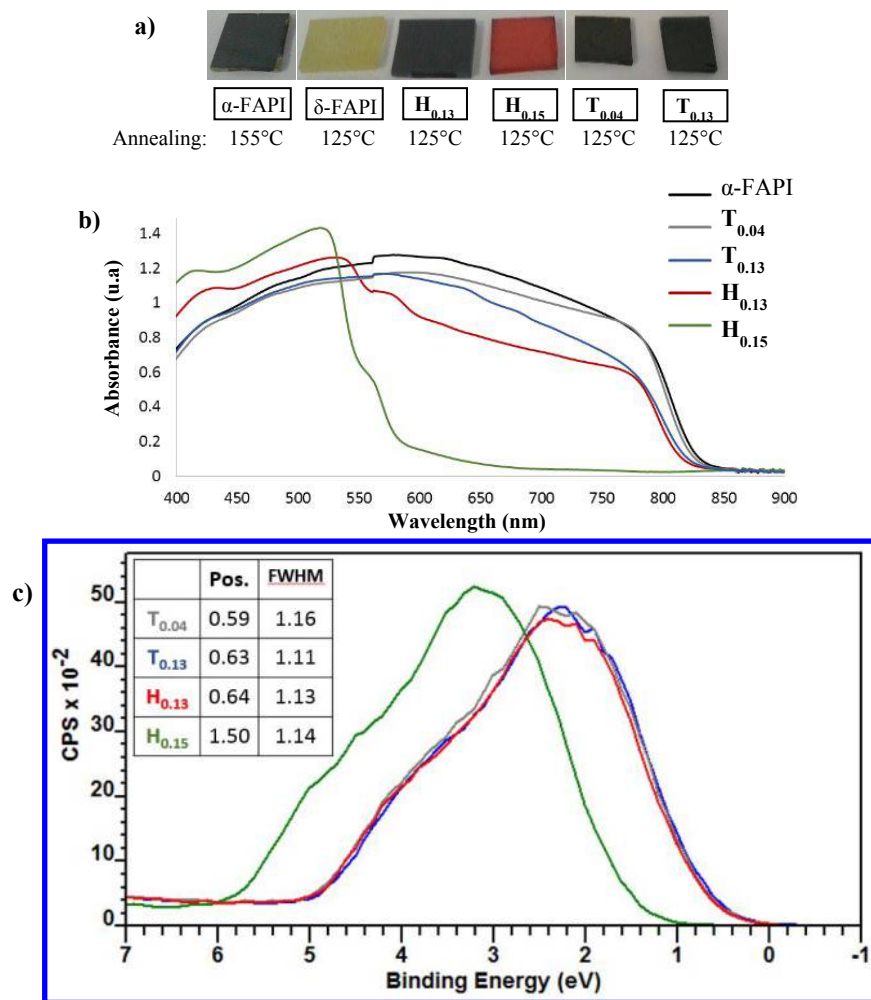 a)
α-FAPI δ-FAPI H0.13 H0.15 T0.04 T0.13
Annealing: 155°C 125°C 125°C 125°C 125°C 125°C
b)
α-FAPI
T0.04
T0.13
H0.13
H0.15
Absorbance (u.a)
1.4
1.2
1
0.8
0.6
0.4
0.2
0
400 450 500 550 600 650 700 750 800 850 900
Wavelength (nm)
c)
Pos. FWHM
T0.04 0.59 1.16
T0.13 0.63 1.11
H0.13 0.64 1.13
H0.15 1.50 1.14
CPS x 10-2
50
40
30
20
10
0
7 6 5 4 3 2 1 0 -1
Binding Energy (eV)